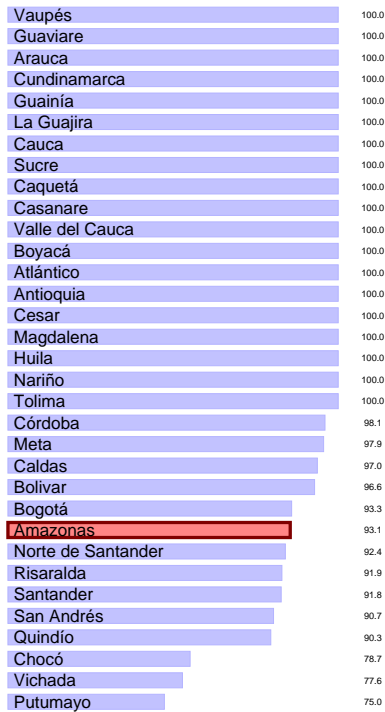 Vaupés 100.0
Guaviare 100.0
Arauca 100.0
Cundinamarca 100.0
Guainía 100.0
La Guajira 100.0
Cauca 100.0
Sucre 100.0
Caquetá 100.0
Casanare 100.0
Valle del Cauca 100.0
Boyacá 100.0
Atlántico 100.0
Antioquia 100.0
Cesar 100.0
Magdalena 100.0
Huila 100.0
Nariño 100.0
Tolima 100.0
Córdoba 98.1
Meta 97.9
Caldas 97.0
Bolivar 96.6
Bogotá 93.3
Amazonas 93.1
Norte de Santander 92.4
Risaralda 91.9
Santander 91.8
San Andrés 90.7
Quindío 90.3
Chocó 78.7
Vichada 77.6
Putumayo 75.0